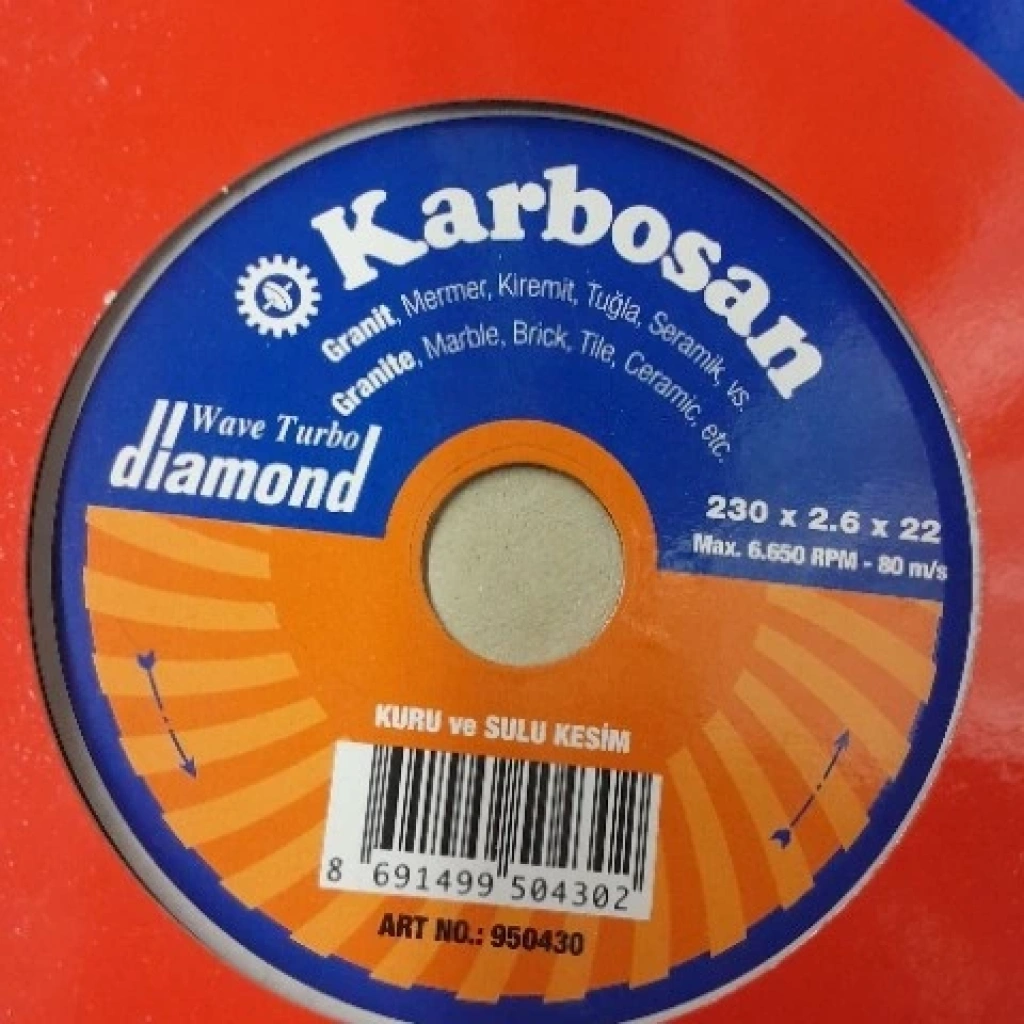 Karbosan
Granit, Mermer, Kiremit, Tuğla, Seramik, vs.
Granite, Marble, Brick, Tile, Ceramic, etc.
Wave Turbo
diamond
230 x 2.6 x 22
Max. 6.650 RPM - 80 m/s
KURU ve SULU KESİM
8 691499 504302
ART NO.: 950430